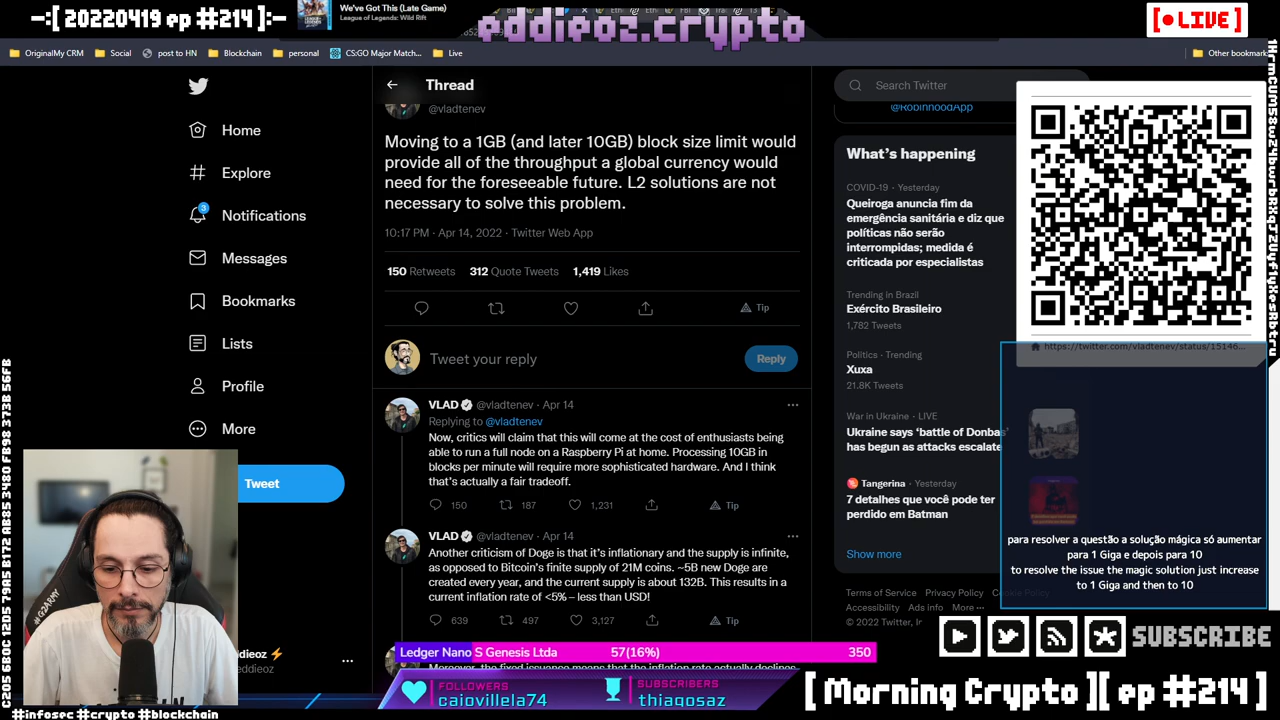 -:[ 20220419 ep #214 ]:-
We've Got This (Late Game)
League of Legends: Wild Rift
eddieoz.crypto
[● LIVE]
OriginalMy CRM
Social
post to HN
Blockchain
personal
CS:GO Major Match...
Live
Other bookmark
Home
Explore
3
Notifications
Messages
Bookmarks
Lists
Profile
More
Tweet
ddieoz ⚡
eddieoz
#G2ARMY
#infosec #crypto #blockchain
Thread
@vladtenev
Moving to a 1GB (and later 10GB) block size limit would
provide all of the throughput a global currency would
need for the foreseeable future. L2 solutions are not
necessary to solve this problem.
10:17 PM · Apr 14, 2022 · Twitter Web App
150 Retweets 312 Quote Tweets 1,419 Likes
Tip
Tweet your reply
Reply
VLAD @vladtenev · Apr 14
Replying to @vladtenev
Now, critics will claim that this will come at the cost of enthusiasts being
able to run a full node on a Raspberry Pi at home. Processing 10GB in
blocks per minute will require more sophisticated hardware. And I think
that's actually a fair tradeoff.
150 187 1,231 Tip
VLAD @vladtenev · Apr 14
Another criticism of Doge is that it's inflationary and the supply is infinite,
as opposed to Bitcoin's finite supply of 21M coins. ~5B new Doge are
created every year, and the current supply is about 132B. This results in a
current inflation rate of <5% – less than USD!
639 497 3,127 Tip
Ledger Nano S Genesis Ltda 57(16%) 350
FOLLOWERS
caiovillela74
SUBSCRIBERS
thiagosaz
Search Twitter
@RobinhoodApp
What's happening
COVID-19 · Yesterday
Queiroga anuncia fim da
emergência sanitária e diz que
políticas não serão
interrompidas; medida é
criticada por especialistas
Trending in Brazil
Exército Brasileiro
1,782 Tweets
Politics · Trending
Xuxa
21.8K Tweets
War in Ukraine · LIVE
Ukraine says 'battle of Donbas'
has begun as attacks escalate
Tangerina · Yesterday
7 detalhes que você pode ter
perdido em Batman
Show more
Terms of Service Privacy Policy Cookie Policy
Accessibility Ads info More ···
© 2022 Twitter,
https://twitter.com/vladtenev/status/15146...
para resolver a questão a solução mágica só aumentar
para 1 Giga e depois para 10
to resolve the issue the magic solution just increase
to 1 Giga and then to 10
SUBSCRIBE
[ Morning Crypto ][ ep #214 ]